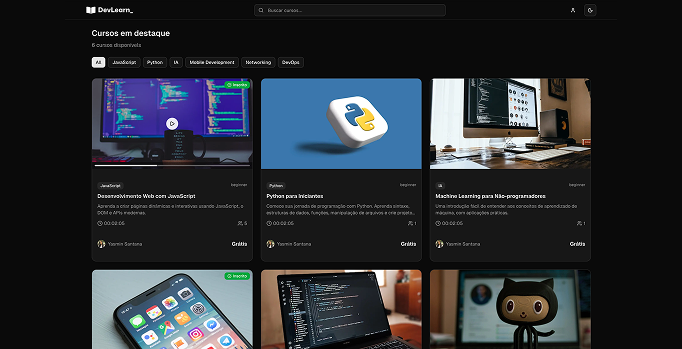 DevLearn_
Buscar cursos...
Cursos em destaque
6 cursos disponíveis
All
JavaScript
Python
IA
Mobile Development
Networking
DevOps
Inscrito
JavaScript
beginner
Desenvolvimento Web com JavaScript
Aprenda a criar páginas dinâmicas e interativas usando JavaScript, o
DOM e APIs modernas.
00:02:05
5
Yasmin Santana
Grátis
Python
beginner
Python para Iniciantes
Comece sua jornada de programação com Python. Aprenda sintaxe,
estruturas de dados, funções, manipulação de arquivos e crie projeto...
00:02:05
1
Yasmin Santana
Grátis
IA
beginner
Machine Learning para Não-programadores
Uma introdução fácil de entender aos conceitos de aprendizado de
máquina, com aplicações práticas.
00:02:05
1
Yasmin Santana
Grátis
Inscrito